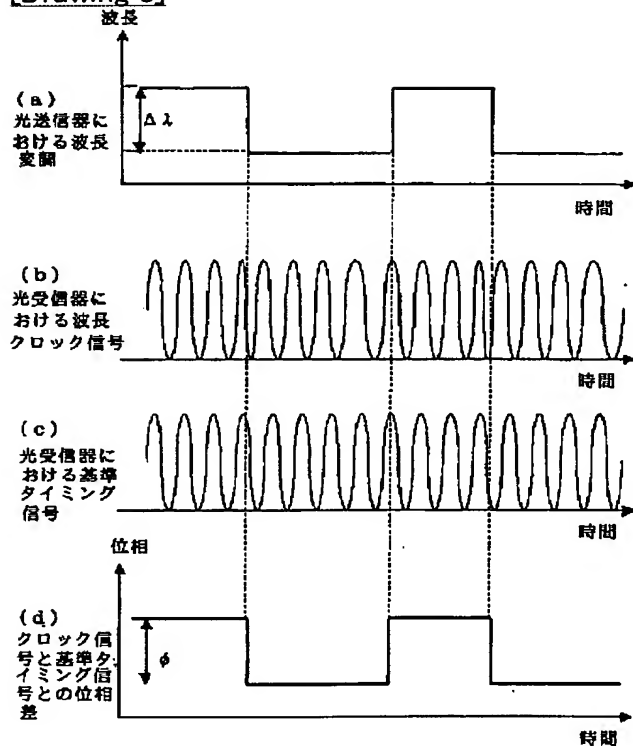 波長
(a)
光送信器に
おける波長
変調
Δλ
時間
(b)
光受信器に
おける波長
クロック信号
時間
(c)
光受信器に
おける基準
タイミング
信号
時間
位相
(d)
クロック信
号と基準タ
イミング信
号との位相
差
φ
時間